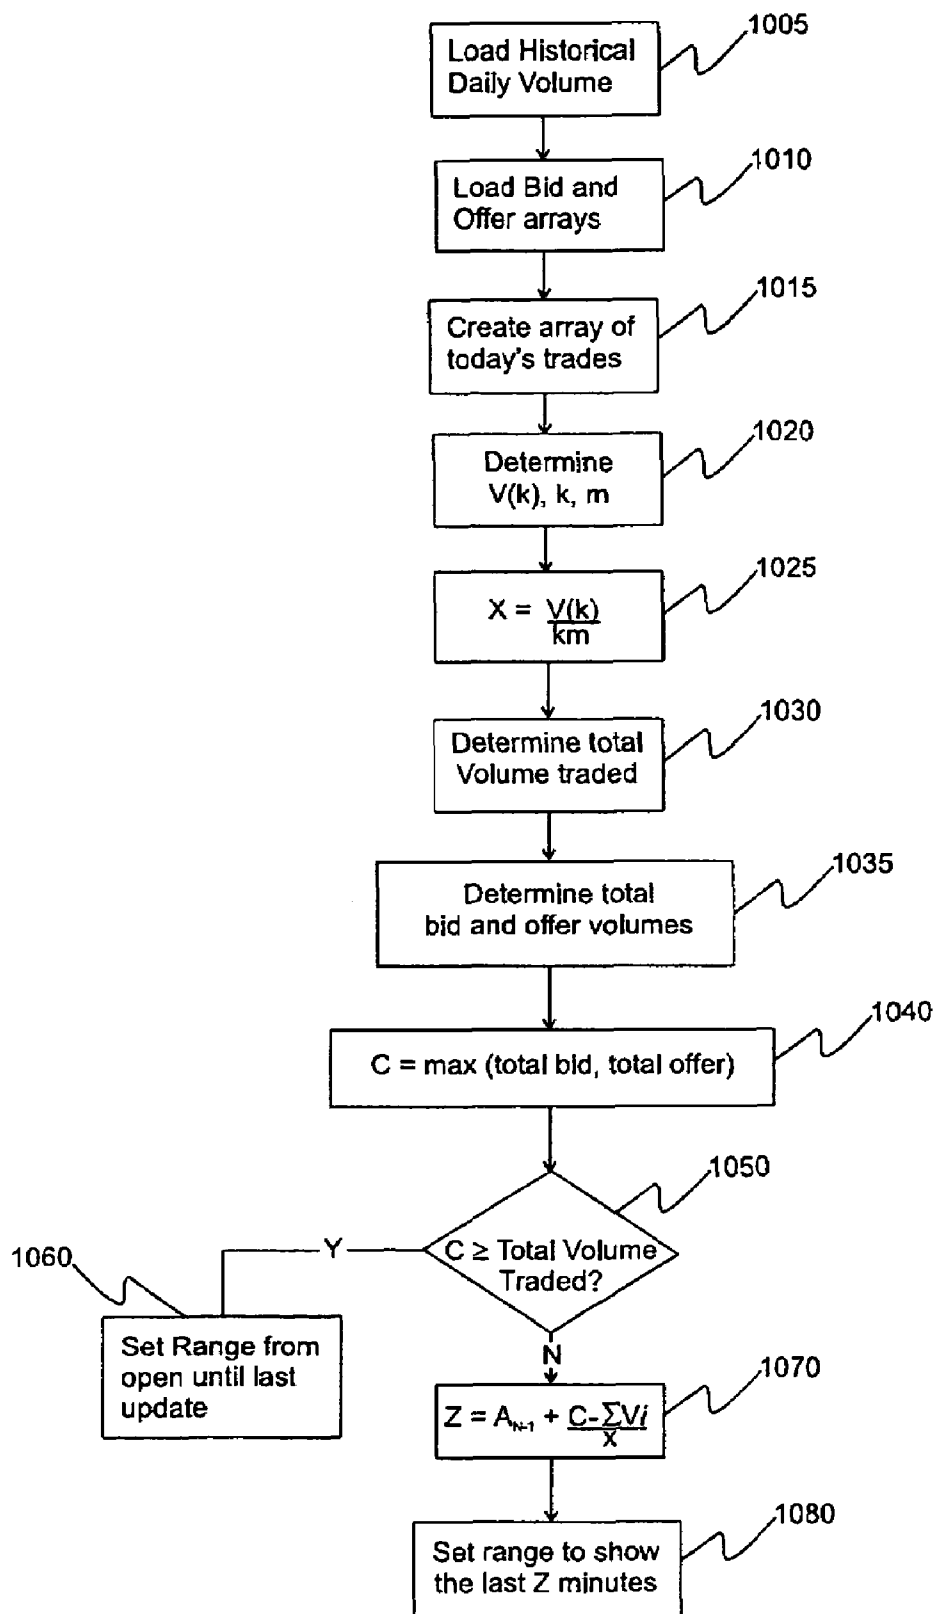 1005
Load Historical
Daily Volume
1010
Load Bid and
Offer arrays
1015
Create array of
today's trades
1020
Determine
V(k), k, m
1025
X = V(k)
km
1030
Determine total
Volume traded
1035
Determine total
bid and offer volumes
1040
C = max (total bid, total offer)
1050
C ≥ Total Volume
Traded?
Y
1060
Set Range from
open until last
update
N
1070
Z = A_{N-1} + C-∑Vi
x
1080
Set range to show
the last Z minutes